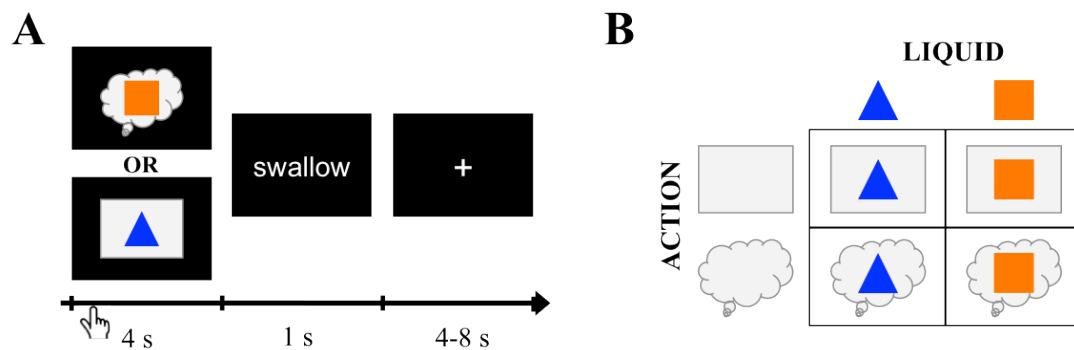 A
OR
swallow
+
4 s
1 s
4-8 s
B
LIQUID
ACTION